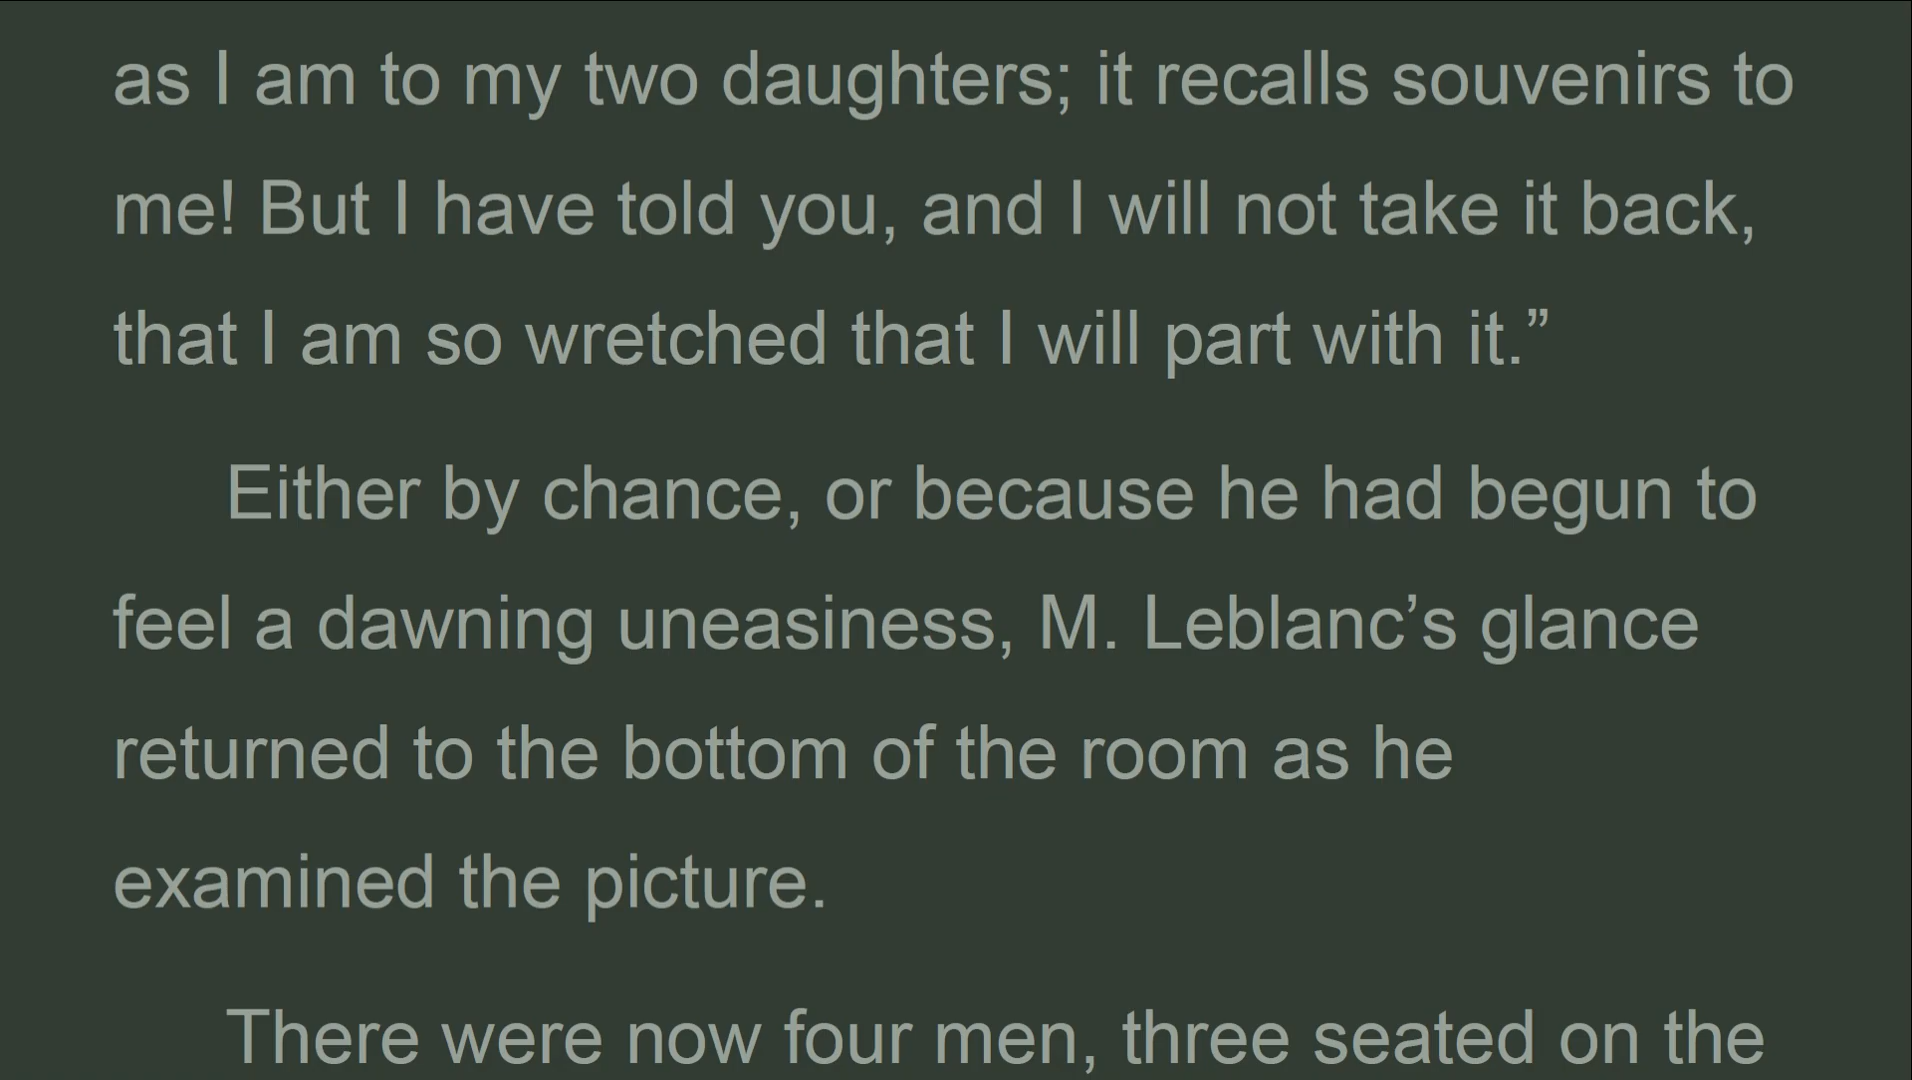 as I am to my two daughters; it recalls souvenirs to
me! But I have told you, and I will not take it back,
that I am so wretched that I will part with it.”
Either by chance, or because he had begun to
feel a dawning uneasiness, M. Leblanc’s glance
returned to the bottom of the room as he
examined the picture.
There were now four men, three seated on the